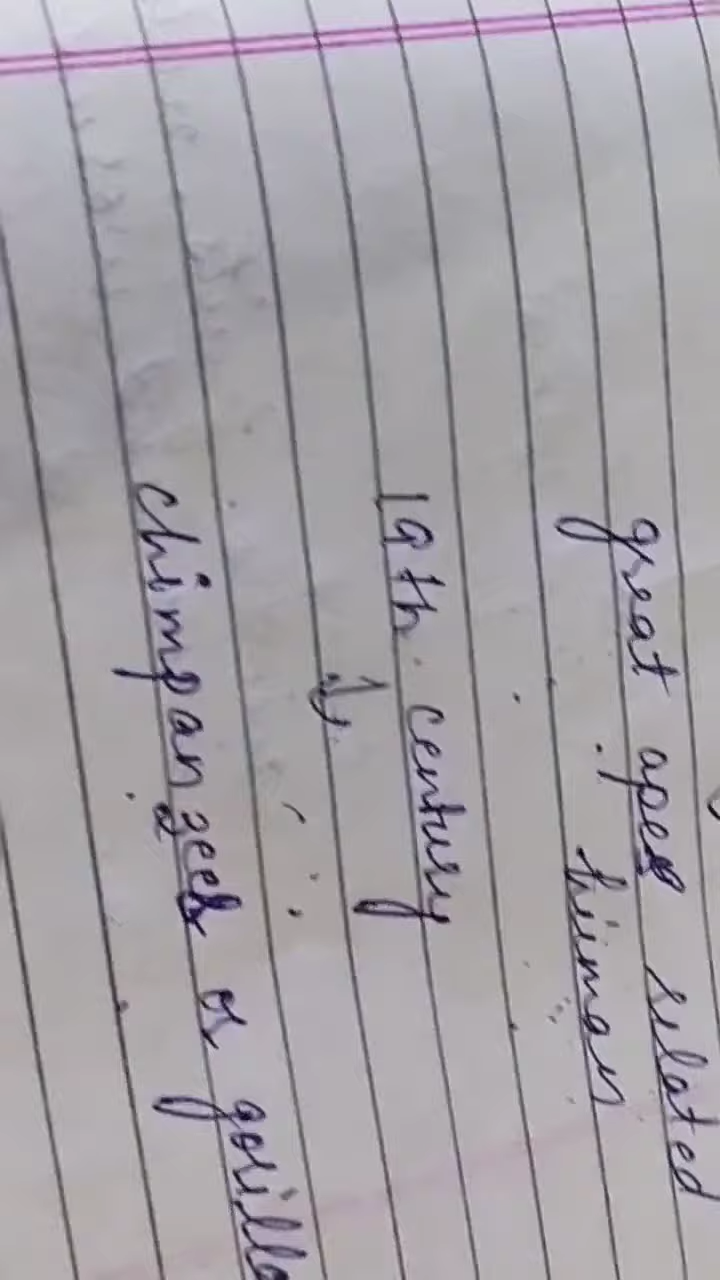 great apes related
human
19th century
↓
chimpanzees or gorilla